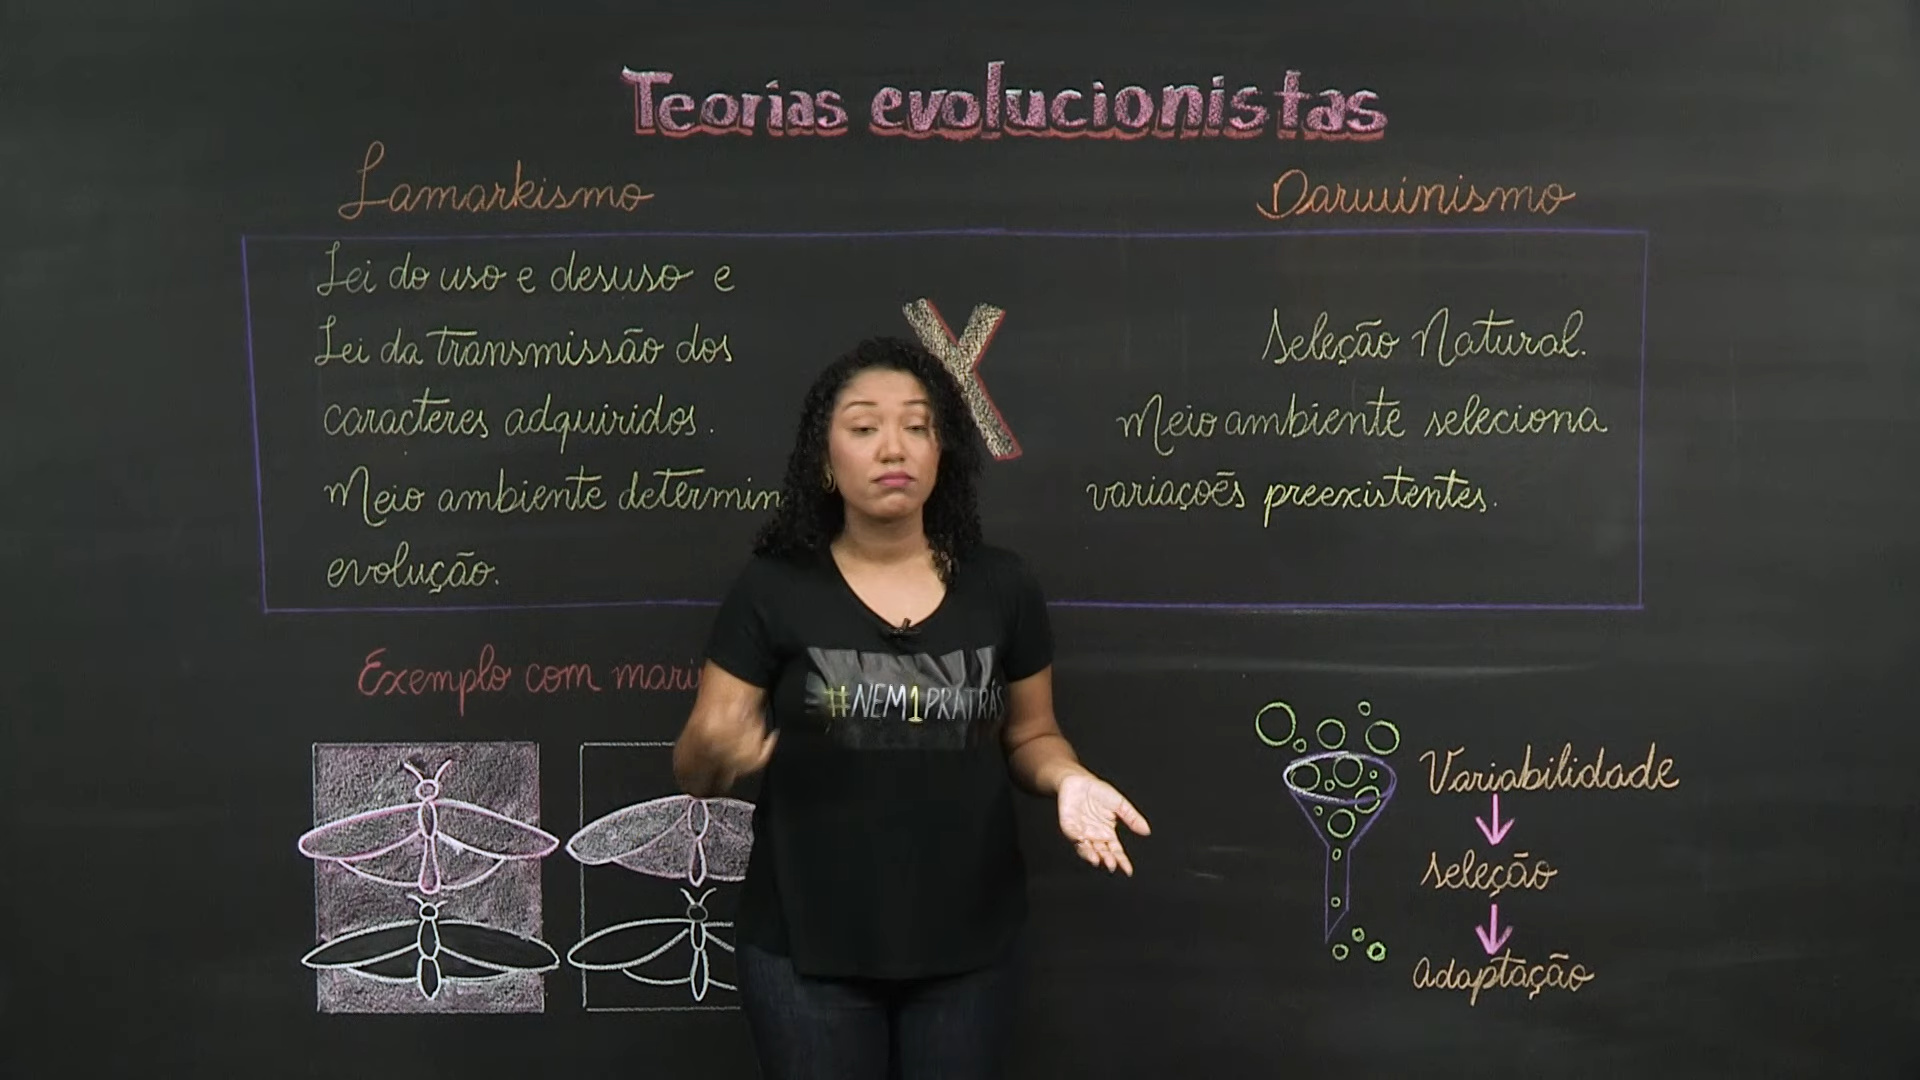 Teorias evolucionistas
Lamarkismo
Darwinismo
Lei do uso e desuso e
Lei da transmissão dos
caracteres adquiridos.
Meio ambiente determin
evolução.
X
Seleção Natural.
Meio ambiente seleciona
variaçoês preexistentes.
Exemplo com mari
#NEM1PRATRÁS
Variabilidade
Seleção
Adaptação